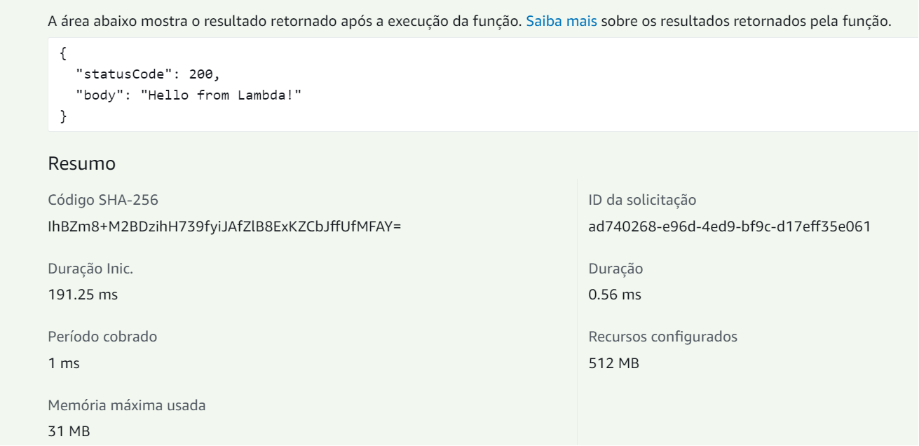 A área abaixo mostra o resultado retornado após a execução da função. Saiba mais sobre os resultados retornados pela função.
{
"statusCode": 200,
"body": "Hello from Lambda!"
}
Resumo
Código SHA-256
IhBZm8+M2BDzihH739fyiJAfZlB8ExKZCbJffUfMFAY=
ID da solicitação
ad740268-e96d-4ed9-bf9c-d17eff35e061
Duração Inic.
191.25 ms
Duração
0.56 ms
Período cobrado
1 ms
Recursos configurados
512 MB
Memória máxima usada
31 MB